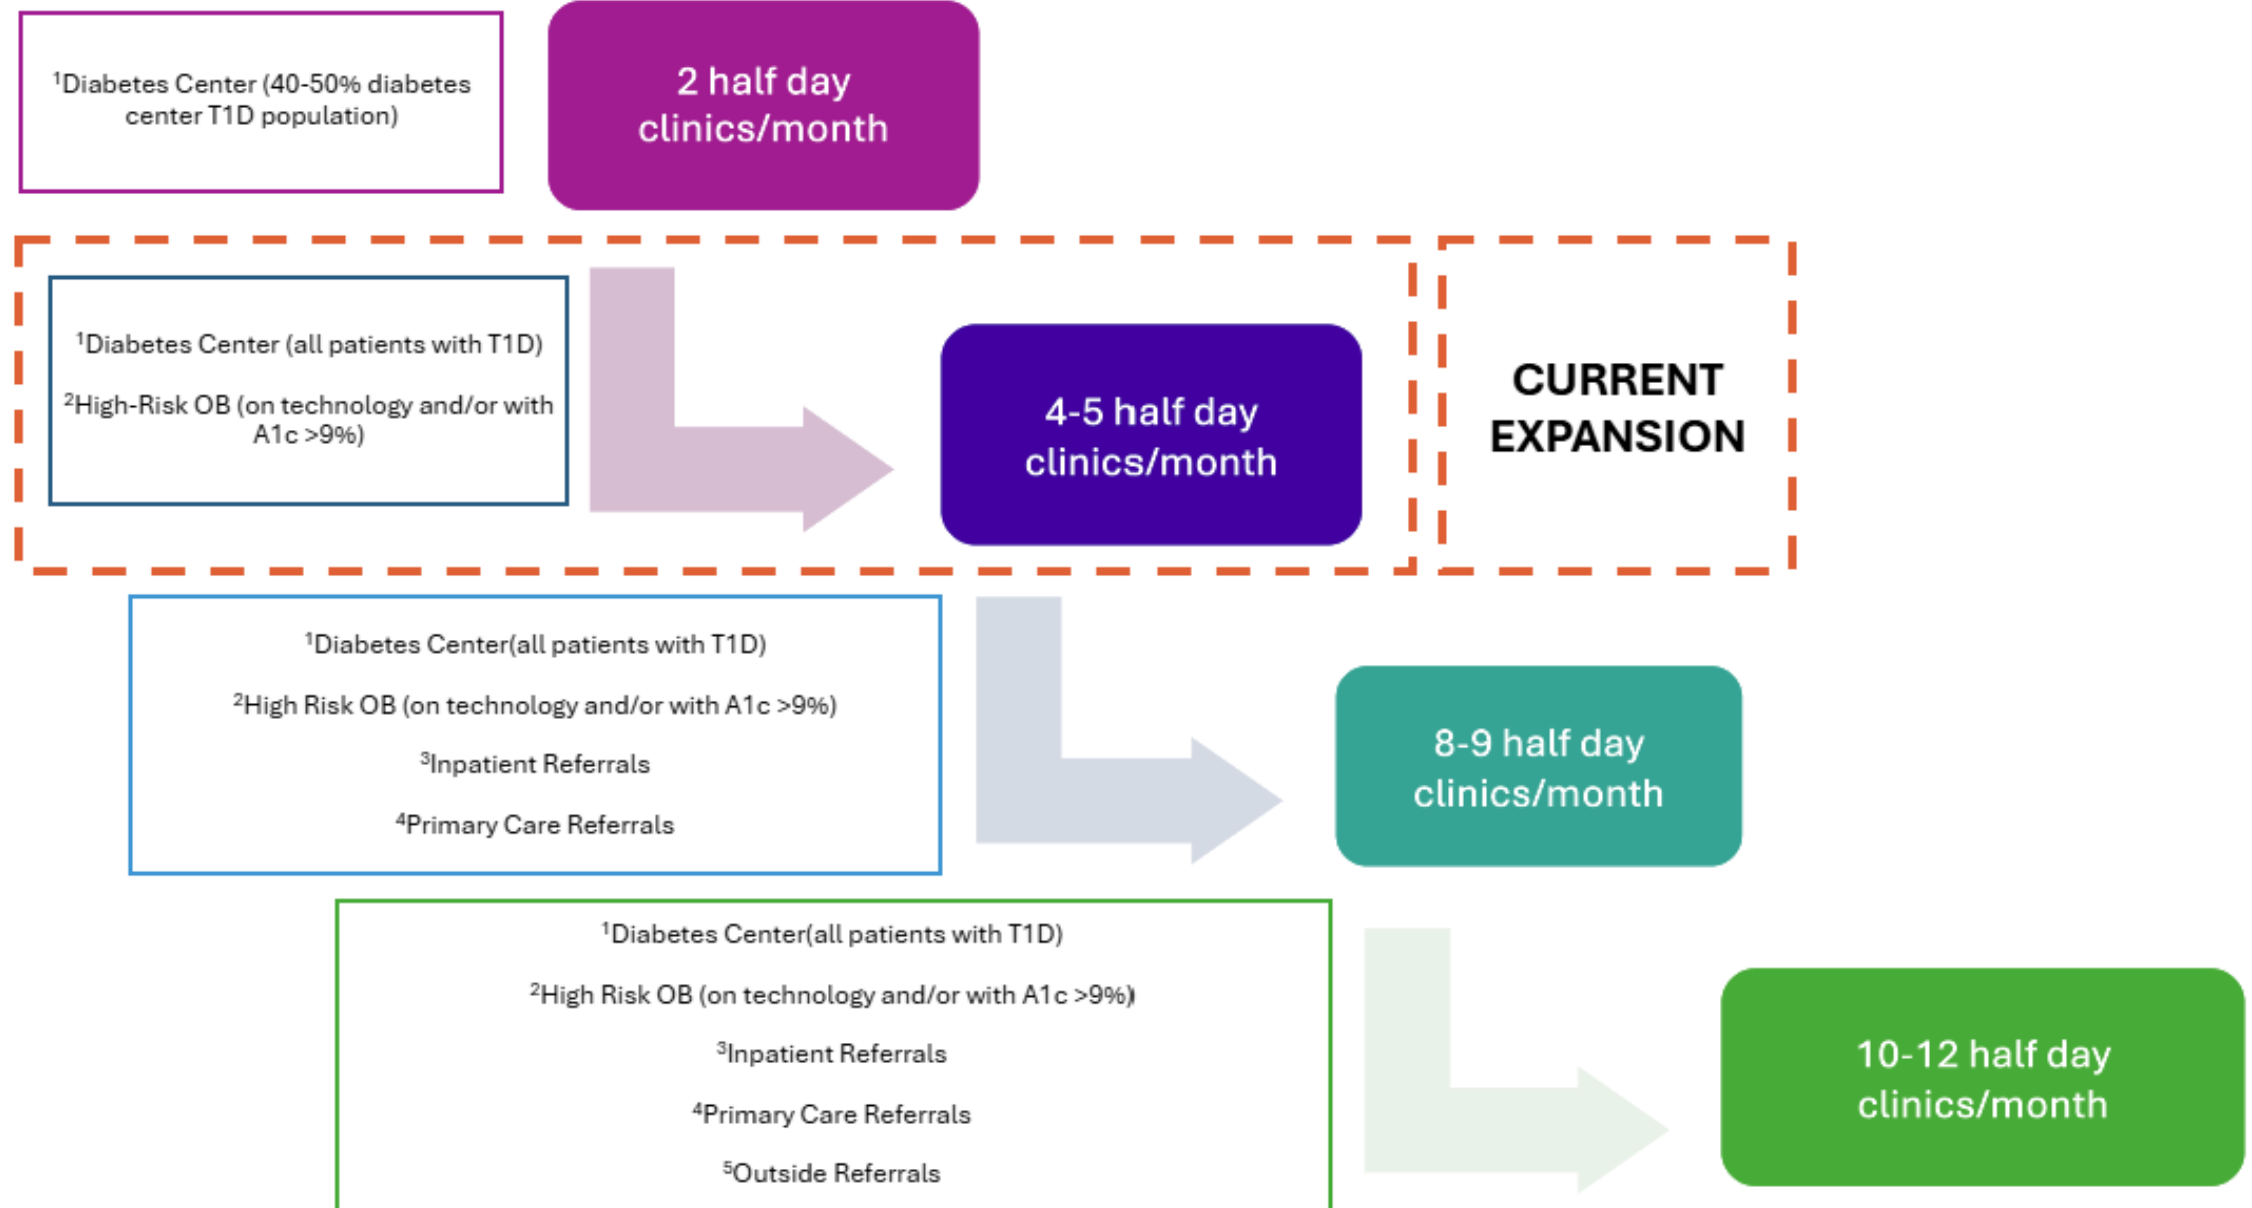 ¹Diabetes Center (40-50% diabetes
center T1D population)
2 half day
clinics/month
¹Diabetes Center (all patients with T1D)
²High-Risk OB (on technology and/or with
A1c >9%)
4-5 half day
clinics/month
CURRENT
EXPANSION
¹Diabetes Center(all patients with T1D)
²High Risk OB (on technology and/or with A1c >9%)
³Inpatient Referrals
⁴Primary Care Referrals
8-9 half day
clinics/month
¹Diabetes Center(all patients with T1D)
²High Risk OB (on technology and/or with A1c >9%)
³Inpatient Referrals
⁴Primary Care Referrals
⁵Outside Referrals
10-12 half day
clinics/month